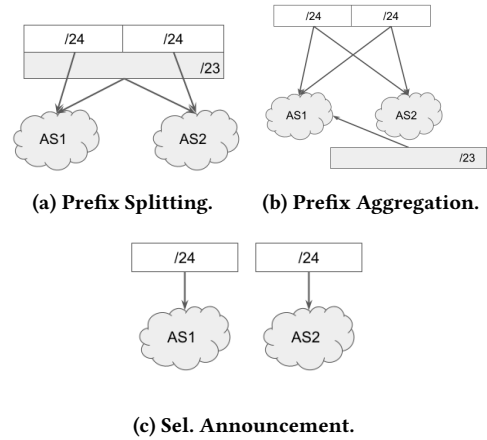 /24 /24
/23
AS1 AS2
(a) Prefix Splitting.
/24 /24
AS1 AS2
/23
(b) Prefix Aggregation.
/24 /24
AS1 AS2
(c) Sel. Announcement.